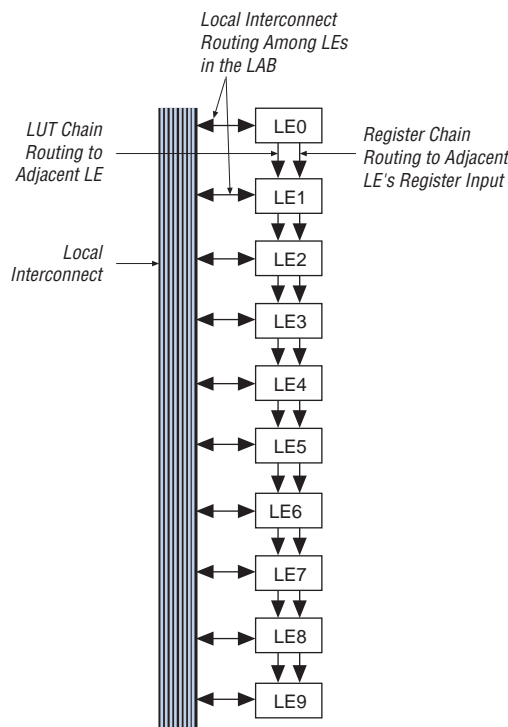 Local Interconnect
Routing Among LEs
in the LAB
LUT Chain
Routing to
Adjacent LE
Register Chain
Routing to Adjacent
LE's Register Input
Local
Interconnect
LE0
LE1
LE2
LE3
LE4
LE5
LE6
LE7
LE8
LE9